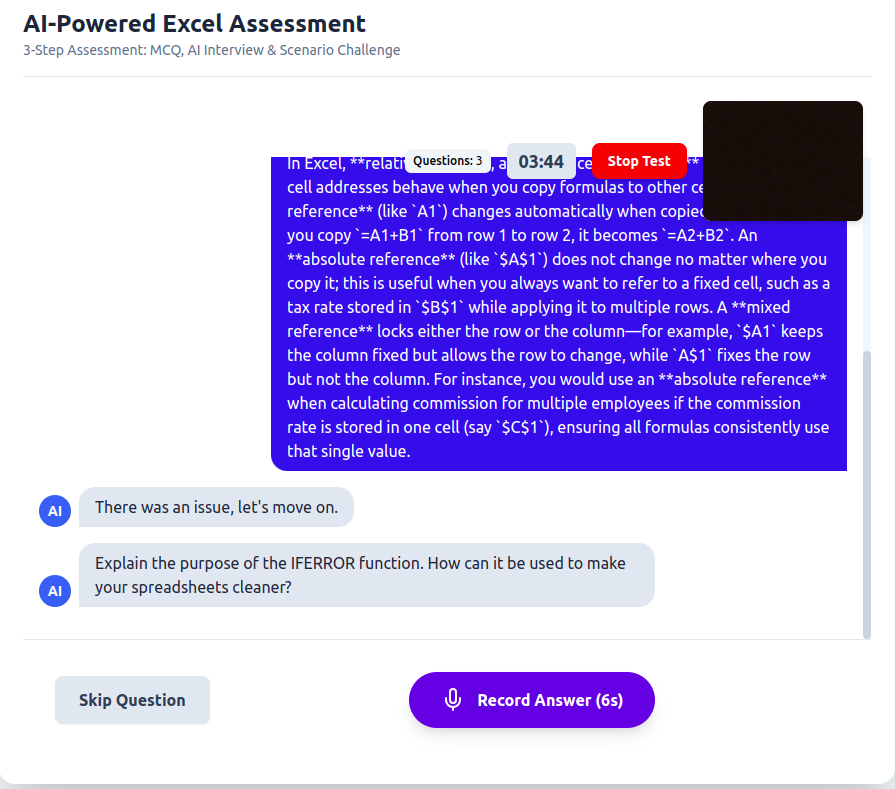 AI-Powered Excel Assessment
3-Step Assessment: MCQ, AI Interview & Scenario Challenge
Questions: 3
03:44
Stop Test
In Excel, **relati , a ce **
cell addresses behave when you copy formulas to other ce
reference** (like `A1`) changes automatically when copied
you copy `=A1+B1` from row 1 to row 2, it becomes `=A2+B2`. An
**absolute reference** (like `$A$1`) does not change no matter where you
copy it; this is useful when you always want to refer to a fixed cell, such as a
tax rate stored in `$B$1` while applying it to multiple rows. A **mixed
reference** locks either the row or the column—for example, `$A1` keeps
the column fixed but allows the row to change, while `A$1` fixes the row
but not the column. For instance, you would use an **absolute reference**
when calculating commission for multiple employees if the commission
rate is stored in one cell (say `$C$1`), ensuring all formulas consistently use
that single value.
AI
There was an issue, let's move on.
AI
Explain the purpose of the IFERROR function. How can it be used to make
your spreadsheets cleaner?
Skip Question
Record Answer (6s)